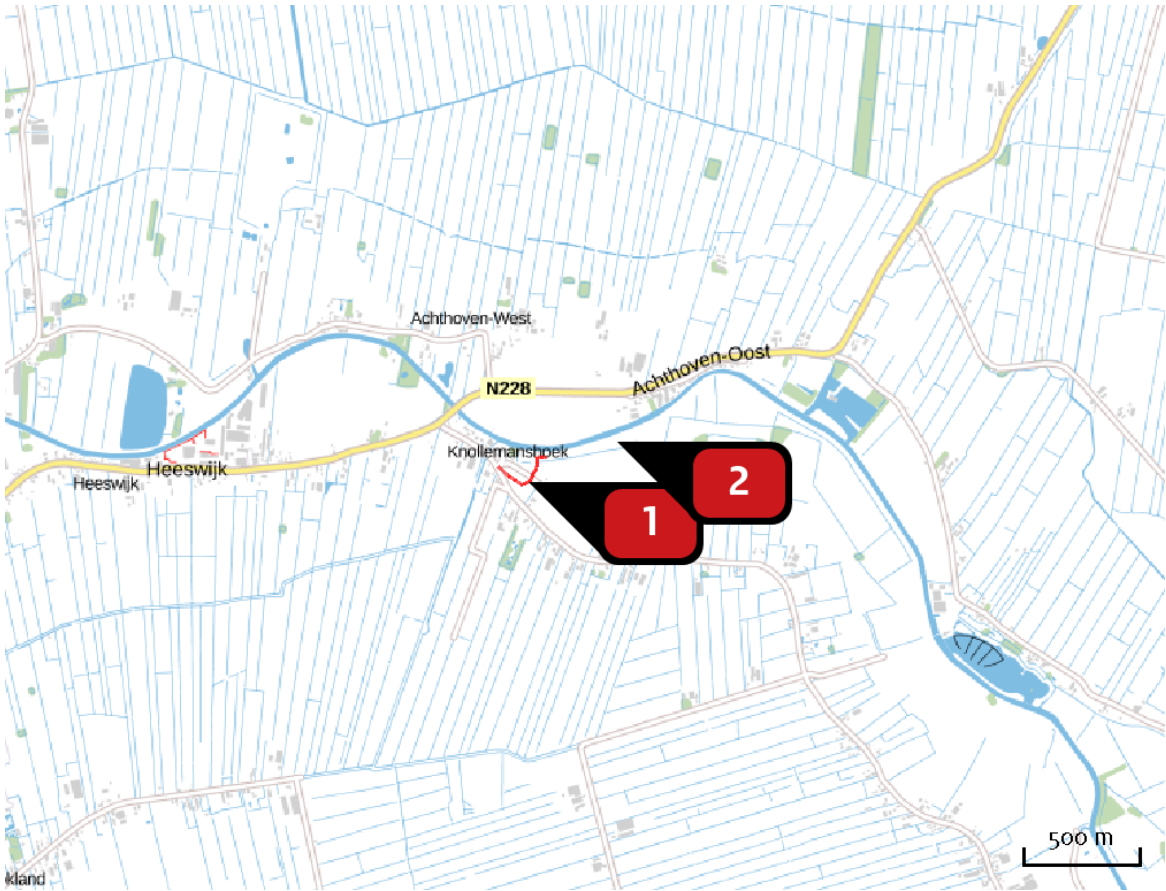 Achthoven-West
Achthoven-Oost
N228
Knollemanshoek
Heeswijk
Heeswijk
2
1
500 m
kland